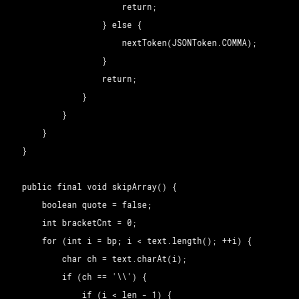 return;
} else {
nextToken(JSONToken.COMMA);
}
return;
}
}
}
}
public final void skipArray() {
boolean quote = false;
int bracketCnt = 0;
for (int i = bp; i < text.length(); ++i) {
char ch = text.charAt(i);
if (ch == '\\') {
if (i < len - 1) {